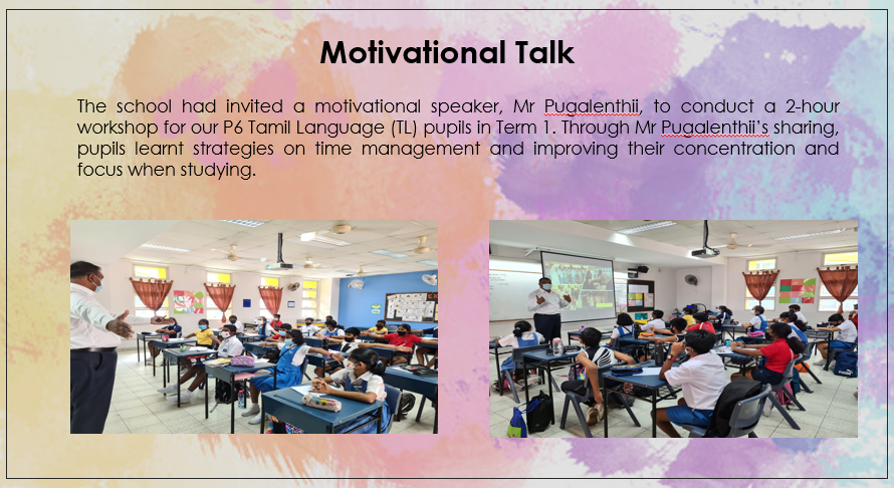 Motivational Talk
The school had invited a motivational speaker, Mr Pugalenthii, to conduct a 2-hour
workshop for our P6 Tamil Language (TL) pupils in Term 1. Through Mr Pugalenthii's sharing,
pupils learnt strategies on time management and improving their concentration and
focus when studying.